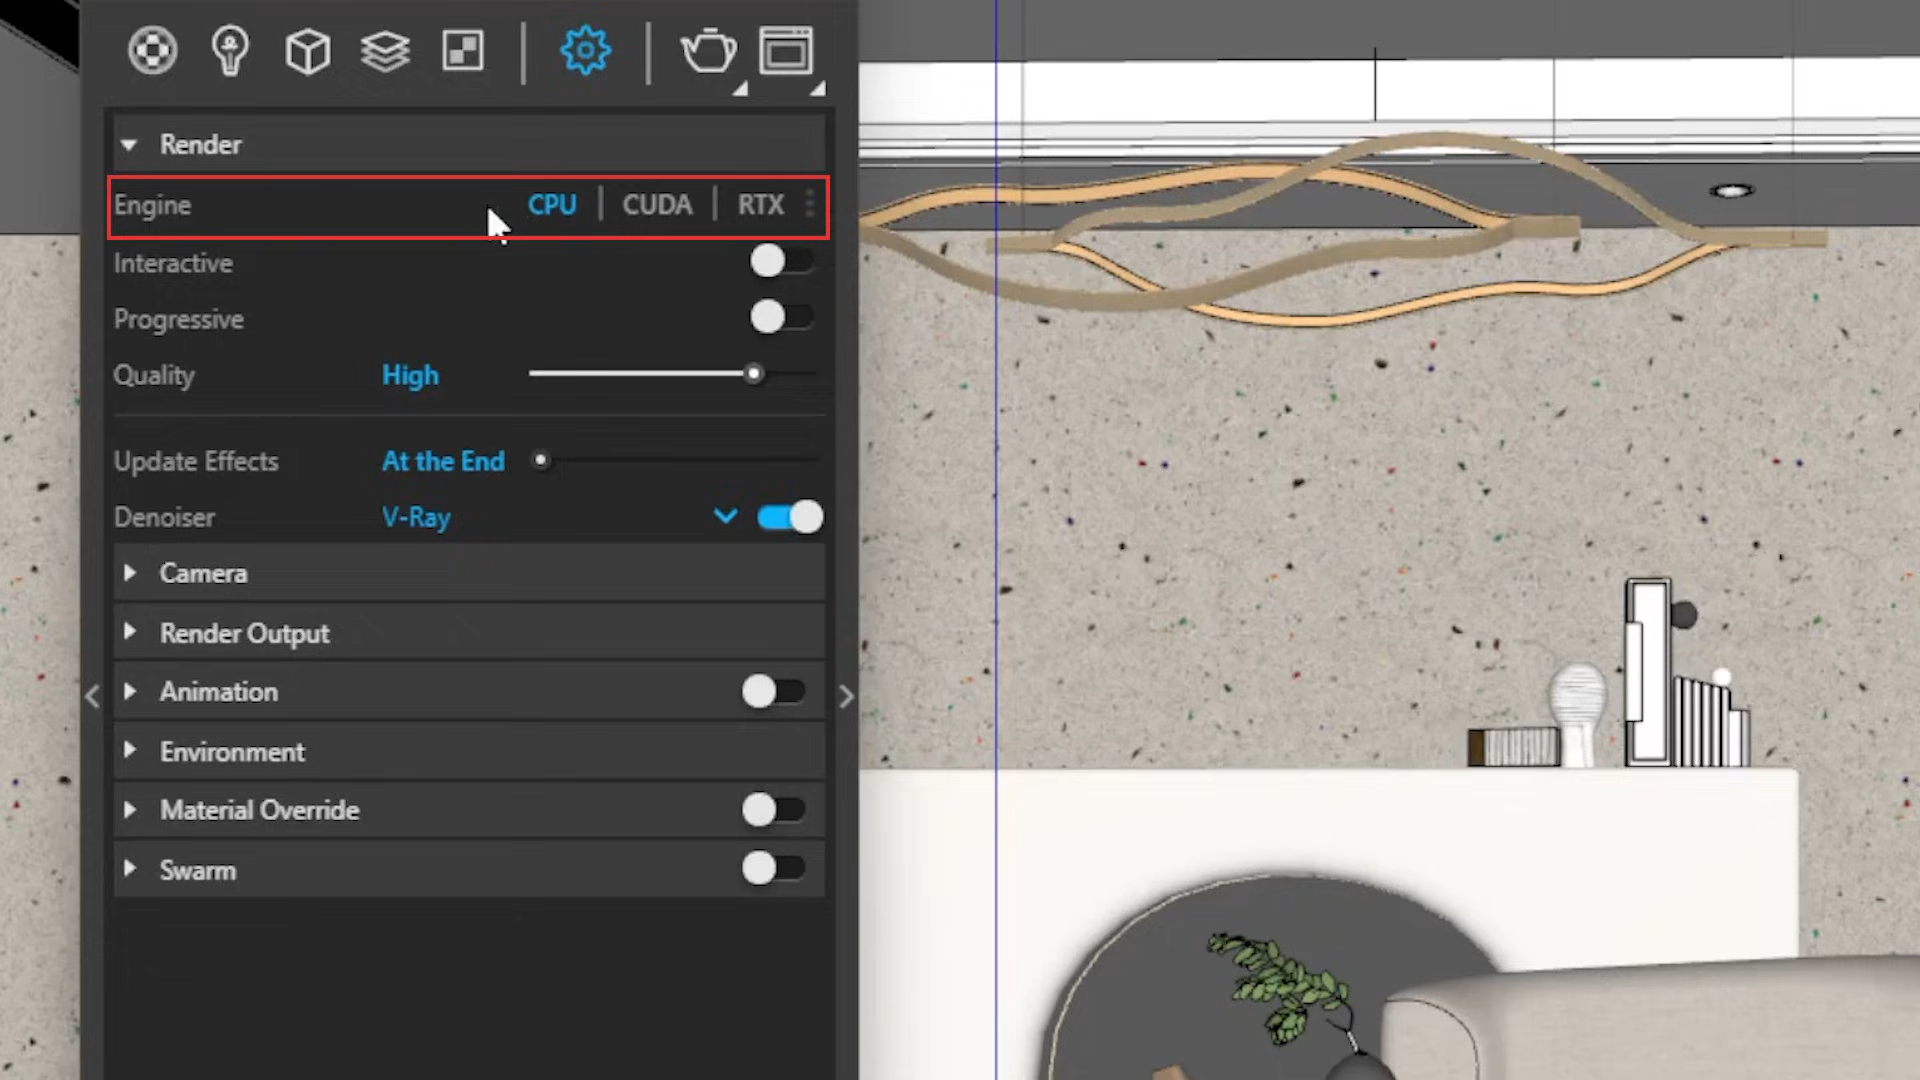 Render
Engine CPU | CUDA | RTX
Interactive
Progressive
Quality High
Update Effects At the End
Denoiser V-Ray
Camera
Render Output
Animation
Environment
Material Override
Swarm